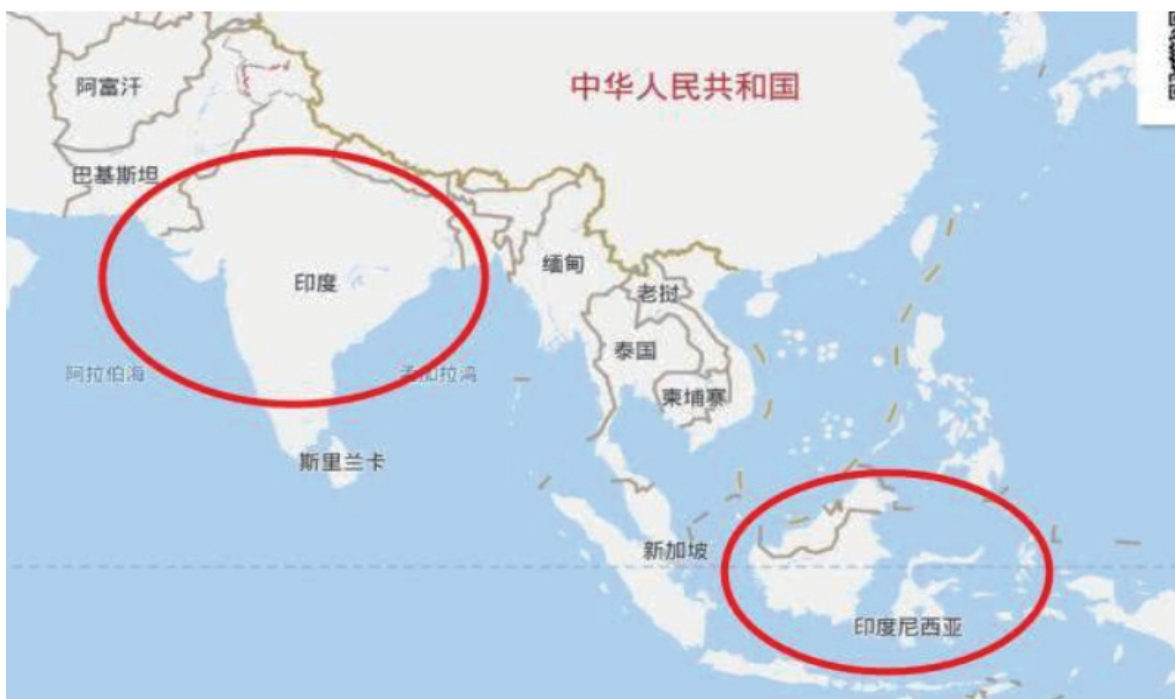 中华人民共和国
阿富汗
巴基斯坦
印度
缅甸
老挝
泰国
阿拉伯海
孟加拉湾
柬埔寨
斯里兰卡
新加坡
印度尼西亚